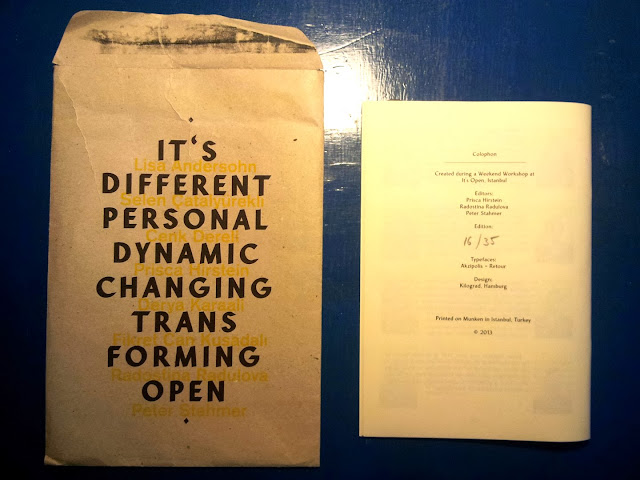 IT'S
Lisa Andersohn
DIFFERENT
Selen Çatalyürekli
PERSONAL
Cenk Dereli
DYNAMIC
Prisca Hirstein
CHANGING
Derya Karsali
TRANS
Fikret Can Kuşadalı
FORMING
Radostina Radulova
OPEN
Peter Stahmer
Colophon
Created during a Weekend Workshop at
It's Open, Istanbul
Editors:
Prisca Hirstein
Radostina Radulova
Peter Stahmer
Edition:
16/35
Typefaces:
Akzipolis + Retour
Design:
Kilograd, Hamburg
Printed on Munken in Istanbul, Turkey
© 2013